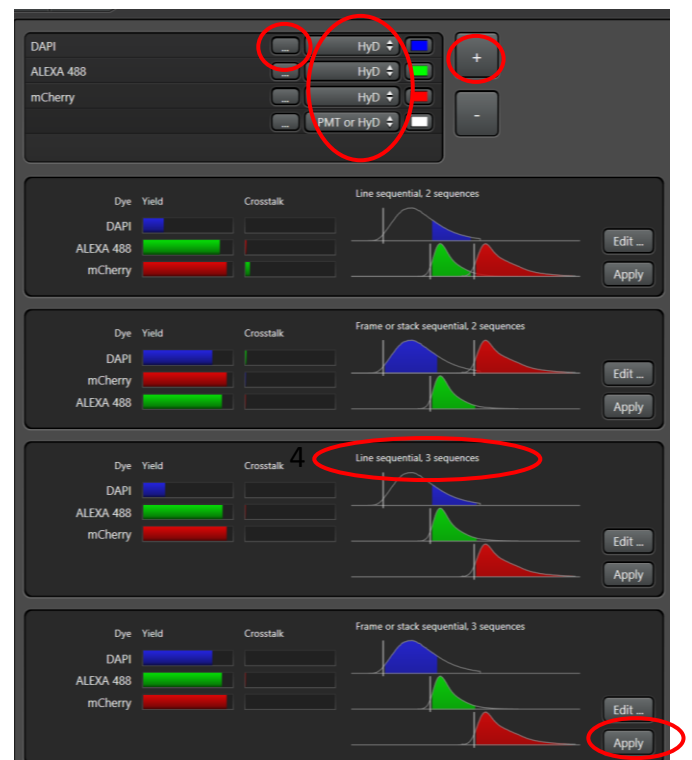 DAPI _ HyD +
ALEXA 488 _ HyD
mCherry _ HyD
_ PMT or HyD -
Dye Yield Crosstalk Line sequential, 2 sequences
DAPI
ALEXA 488 Edit ...
mCherry Apply
Dye Yield Crosstalk Frame or stack sequential, 2 sequences
DAPI
mCherry Edit ...
ALEXA 488 Apply
4
Dye Yield Crosstalk Line sequential, 3 sequences
DAPI
ALEXA 488
mCherry Edit ...
Apply
Dye Yield Crosstalk Frame or stack sequential, 3 sequences
DAPI
ALEXA 488
mCherry Edit ...
Apply